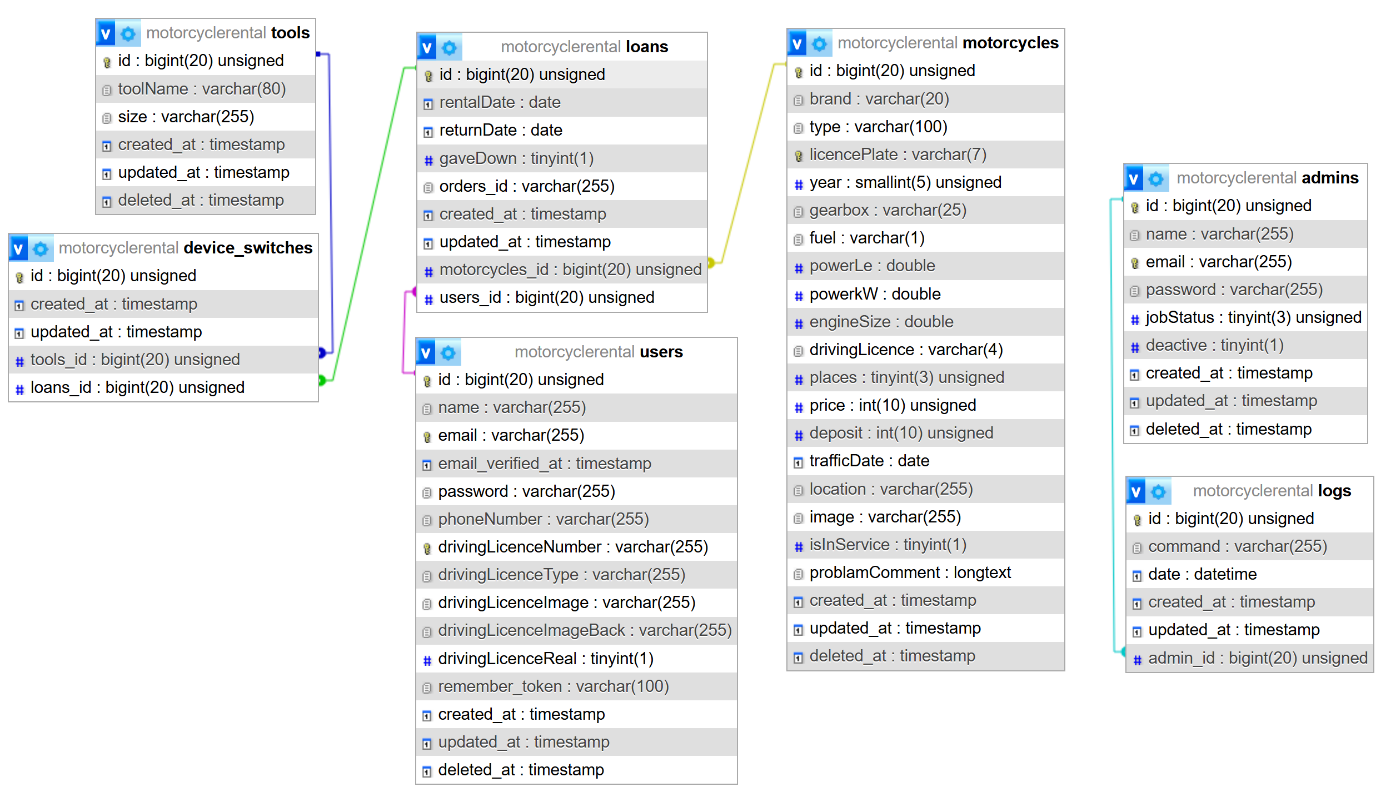 motorcyclerental tools
id : bigint(20) unsigned
toolName : varchar(80)
size : varchar(255)
created_at : timestamp
updated_at : timestamp
deleted_at : timestamp
motorcyclerental device_switches
id : bigint(20) unsigned
created_at : timestamp
updated_at : timestamp
tools_id : bigint(20) unsigned
loans_id : bigint(20) unsigned
motorcyclerental loans
id : bigint(20) unsigned
rentalDate : date
returnDate : date
gaveDown : tinyint(1)
orders_id : varchar(255)
created_at : timestamp
updated_at : timestamp
motorcycles_id : bigint(20) unsigned
users_id : bigint(20) unsigned
motorcyclerental users
id : bigint(20) unsigned
name : varchar(255)
email : varchar(255)
email_verified_at : timestamp
password : varchar(255)
phoneNumber : varchar(255)
drivingLicenceNumber : varchar(255)
drivingLicenceType : varchar(255)
drivingLicenceImage : varchar(255)
drivingLicenceImageBack : varchar(255)
drivingLicenceReal : tinyint(1)
remember_token : varchar(100)
created_at : timestamp
updated_at : timestamp
deleted_at : timestamp
motorcyclerental motorcycles
id : bigint(20) unsigned
brand : varchar(20)
type : varchar(100)
licencePlate : varchar(7)
year : smallint(5) unsigned
gearbox : varchar(25)
fuel : varchar(1)
powerLe : double
powerkW : double
engineSize : double
drivingLicence : varchar(4)
places : tinyint(3) unsigned
price : int(10) unsigned
deposit : int(10) unsigned
trafficDate : date
location : varchar(255)
image : varchar(255)
isInService : tinyint(1)
problamComment : longtext
created_at : timestamp
updated_at : timestamp
deleted_at : timestamp
motorcyclerental admins
id : bigint(20) unsigned
name : varchar(255)
email : varchar(255)
password : varchar(255)
jobStatus : tinyint(3) unsigned
deactive : tinyint(1)
created_at : timestamp
updated_at : timestamp
deleted_at : timestamp
motorcyclerental logs
id : bigint(20) unsigned
command : varchar(255)
date : datetime
created_at : timestamp
updated_at : timestamp
admin_id : bigint(20) unsigned